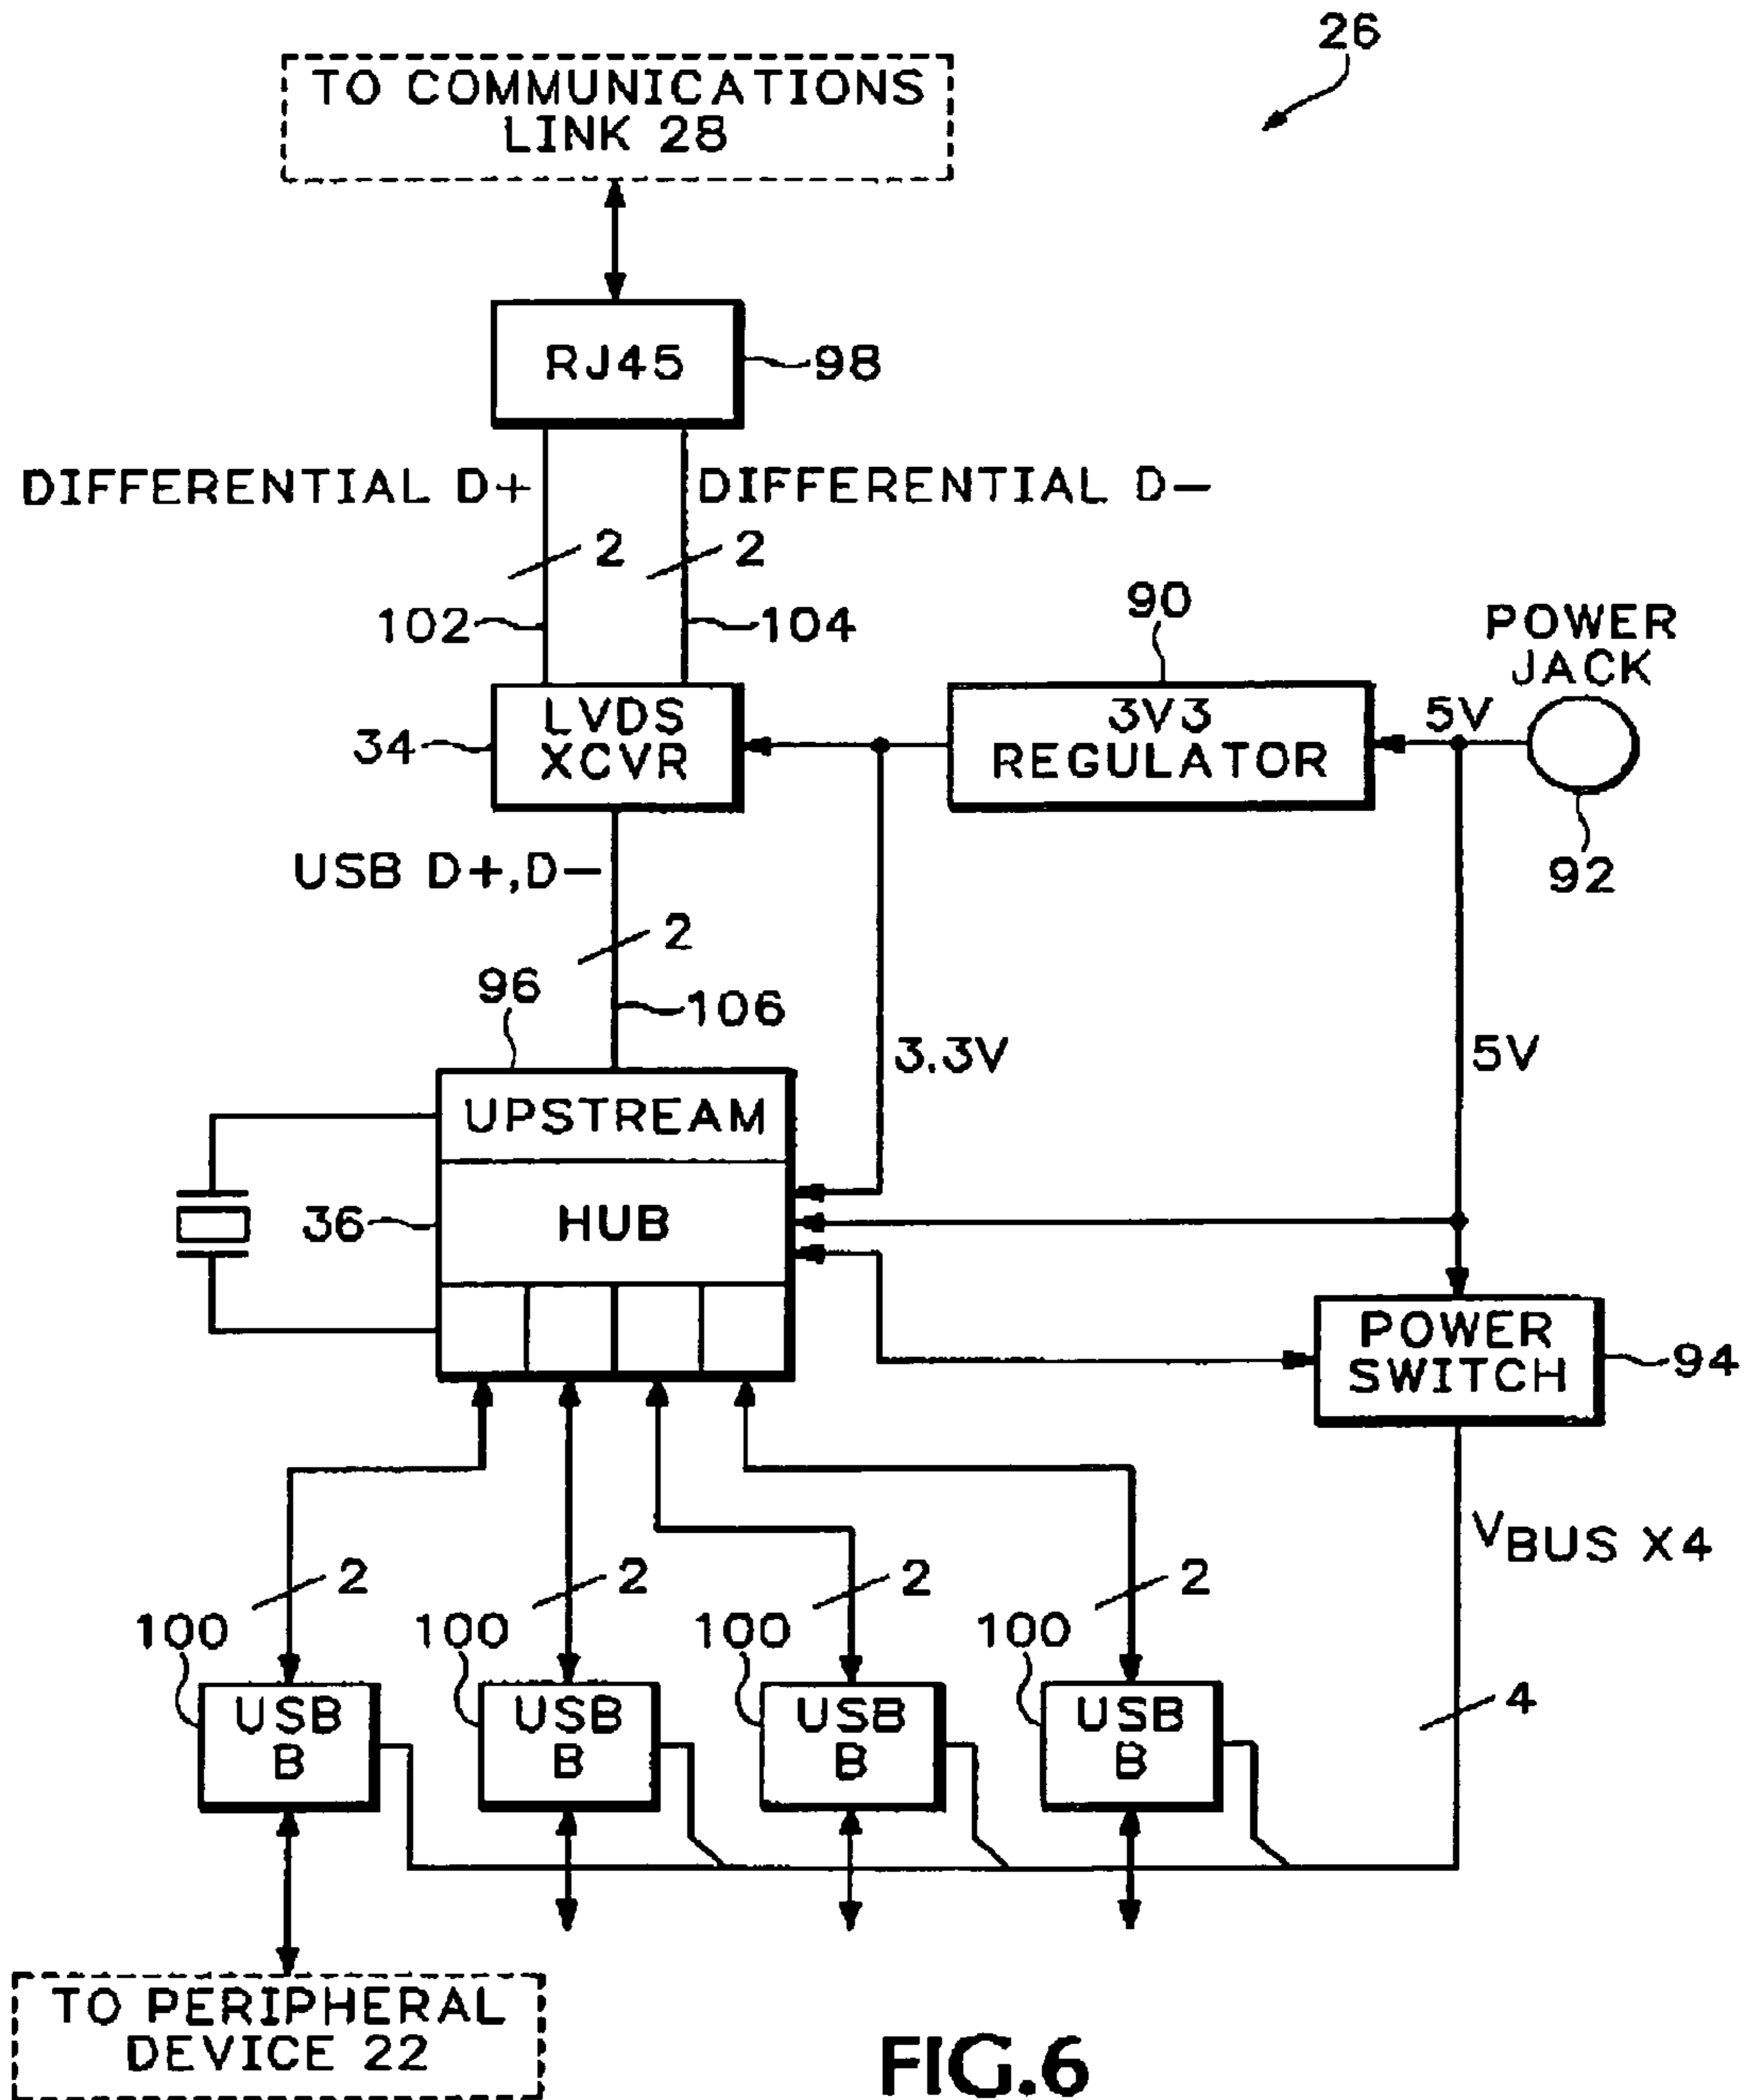 26
TO COMMUNICATIONS
LINK 28
RJ45
98
DIFFERENTIAL D+
DIFFERENTIAL D-
2
2
102
104
90
POWER
JACK
LVDS
XCVR
34
3V3
REGULATOR
5V
92
USB D+,D-
2
96
106
3.3V
5V
UPSTREAM
36
HUB
POWER
SWITCH
94
VBUS X4
2
2
2
2
100
100
100
100
4
USB
B
USB
B
USB
B
USB
B
TO PERIPHERAL
DEVICE 22
FIG.6